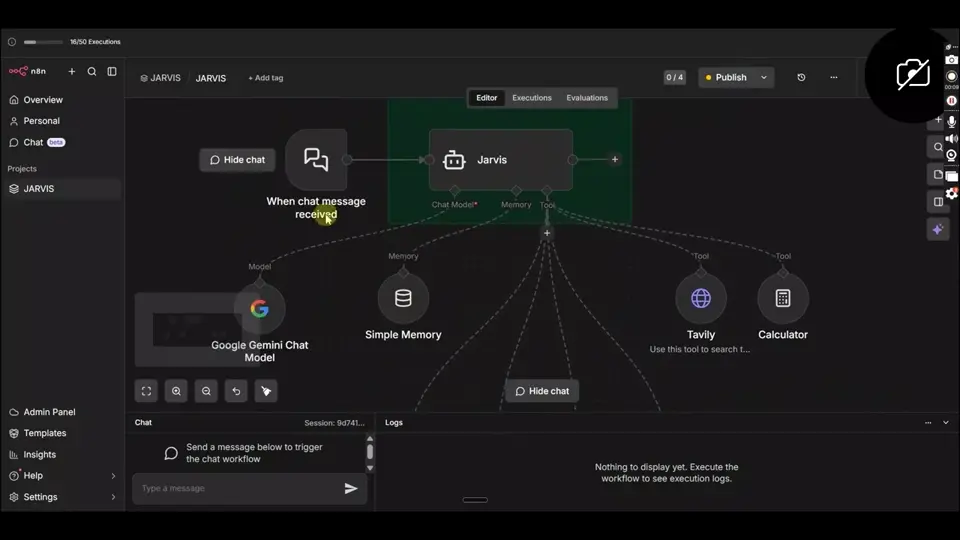 16/50 Executions
n8n
Overview
Personal
Chat beta
Projects
JARVIS
Admin Panel
Templates
Insights
Help
Settings
JARVIS
JARVIS
+ Add tag
0 / 4
Publish
Editor
Executions
Evaluations
Hide chat
When chat message
received
Jarvis
Chat Model*
Memory
Tool
Model
Google Gemini Chat
Model
Memory
Simple Memory
Tool
Tavily
Use this tool to search t...
Tool
Calculator
Hide chat
Chat
Session: 9d741...
Send a message below to trigger
the chat workflow
Type a message
Logs
Nothing to display yet. Execute the
workflow to see execution logs.
00:09